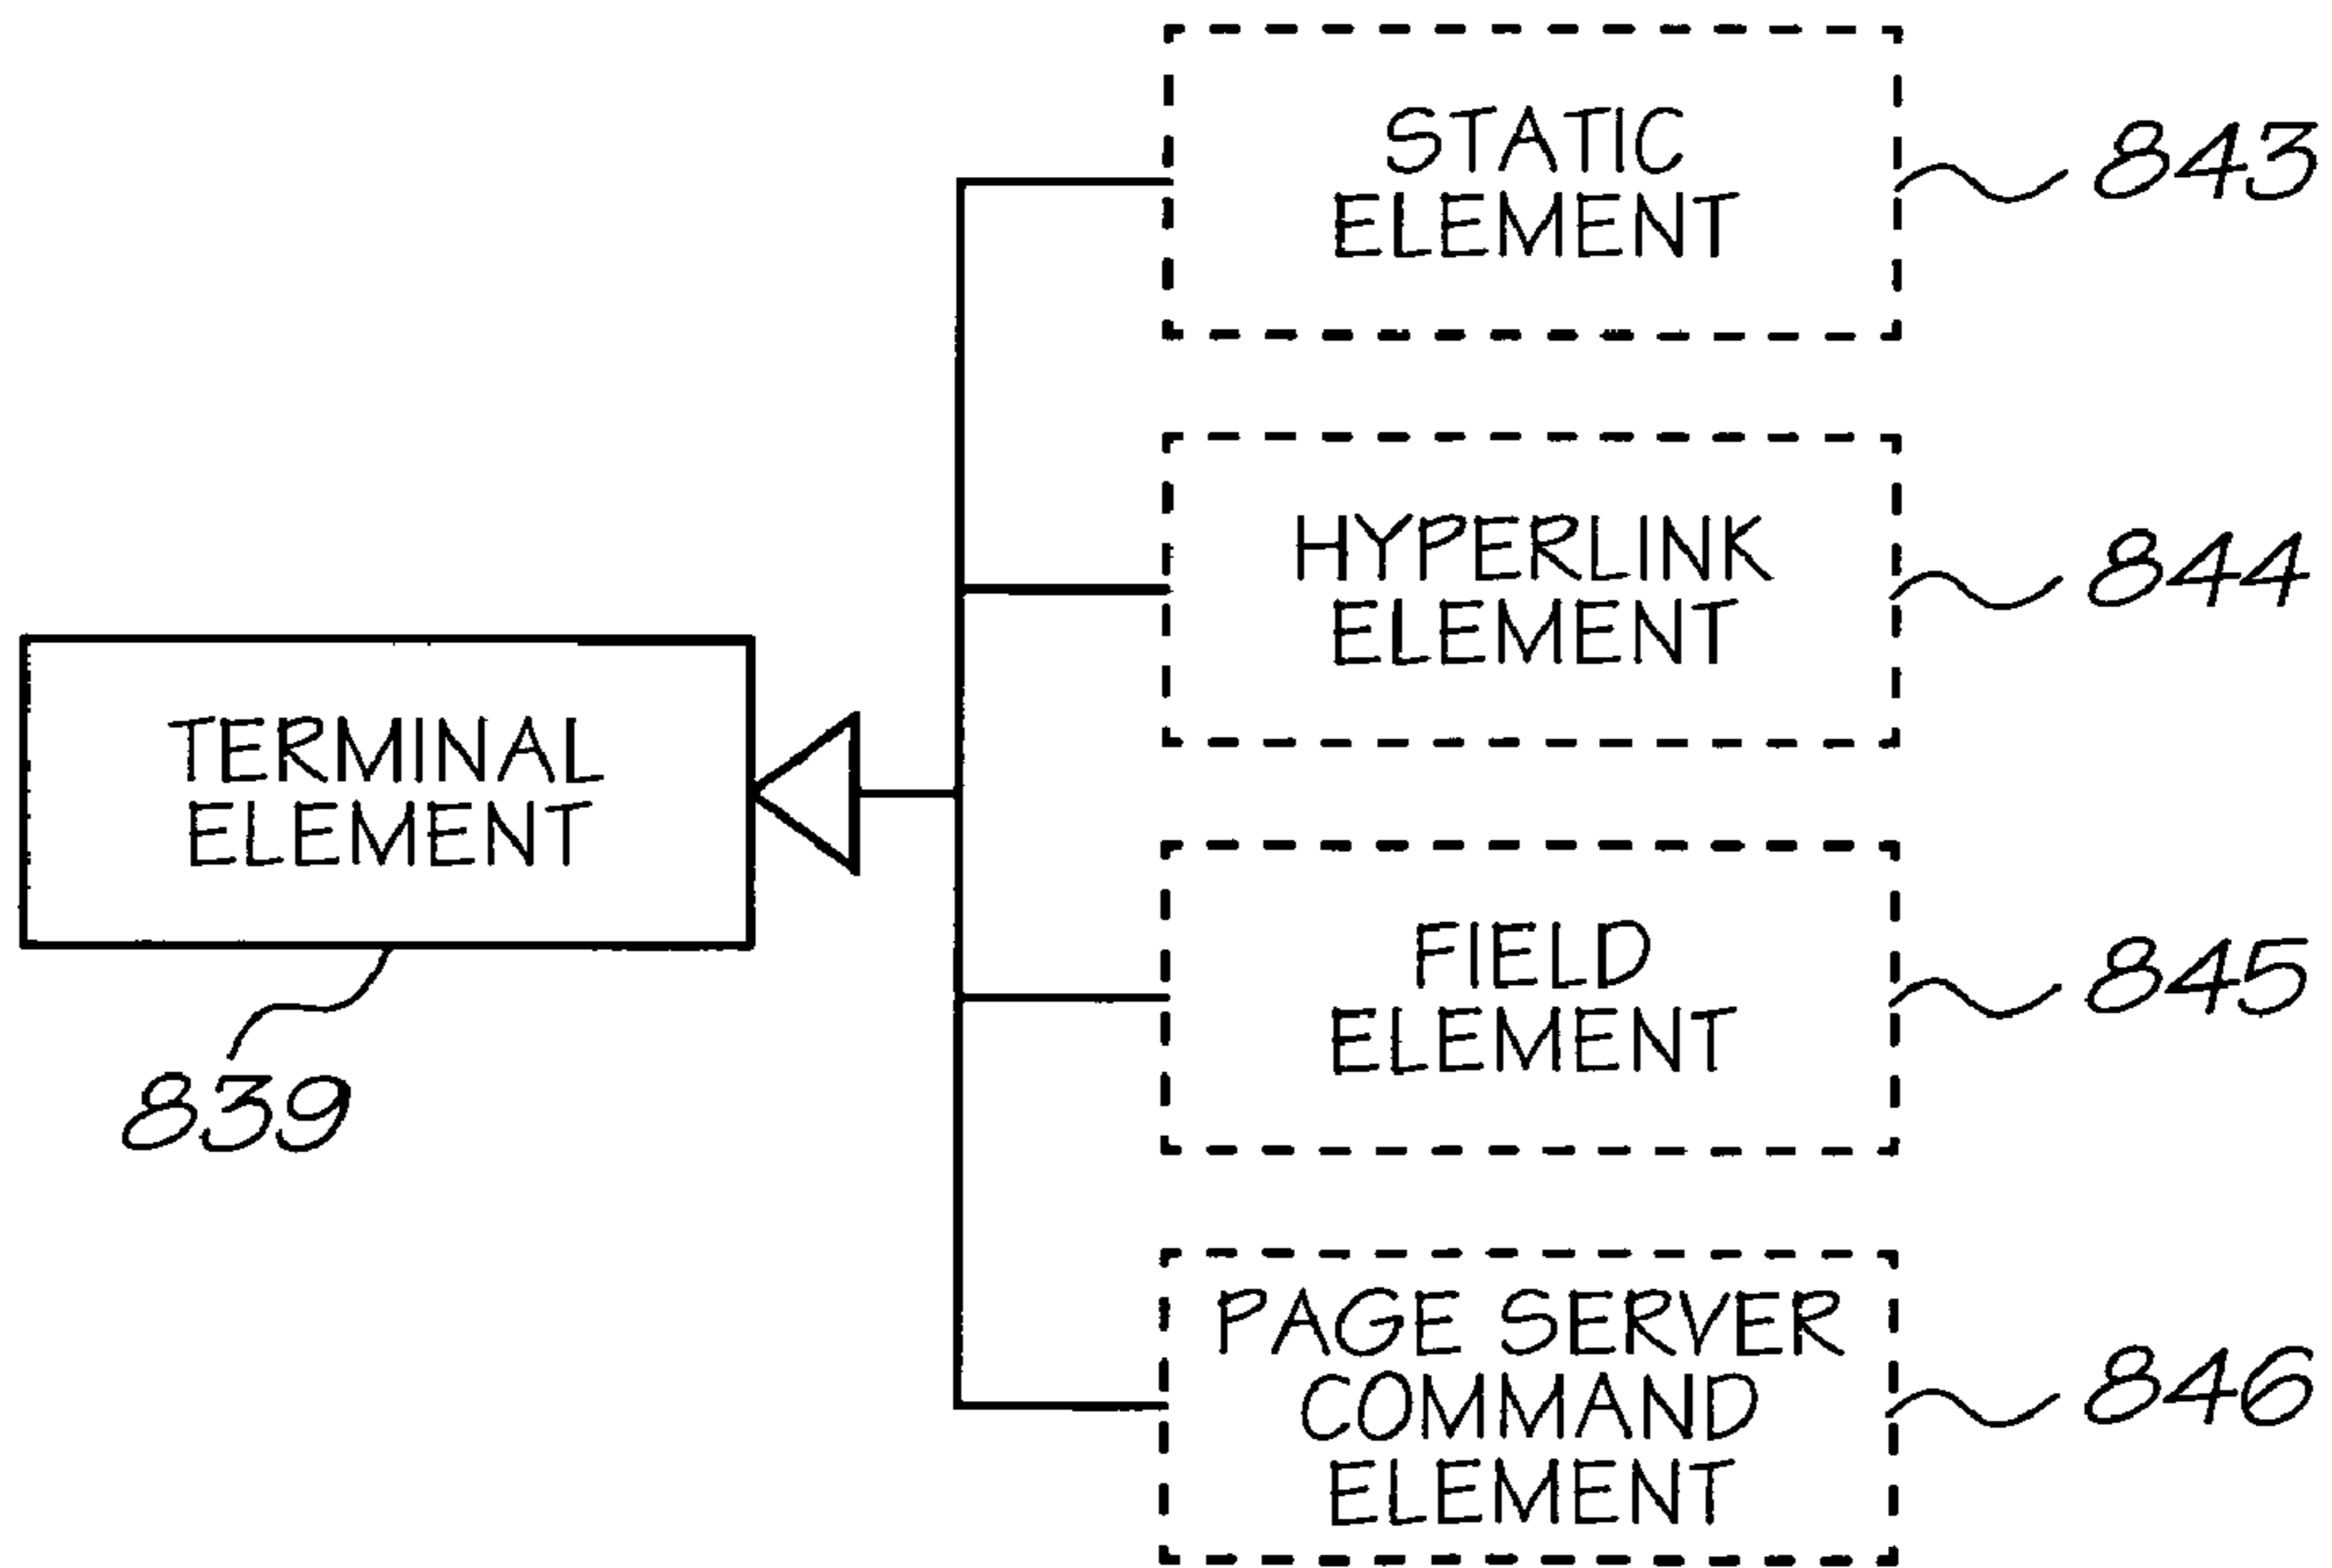 STATIC
ELEMENT
843
HYPERLINK
ELEMENT
844
TERMINAL
ELEMENT
839
FIELD
ELEMENT
845
PAGE SERVER
COMMAND
ELEMENT
846